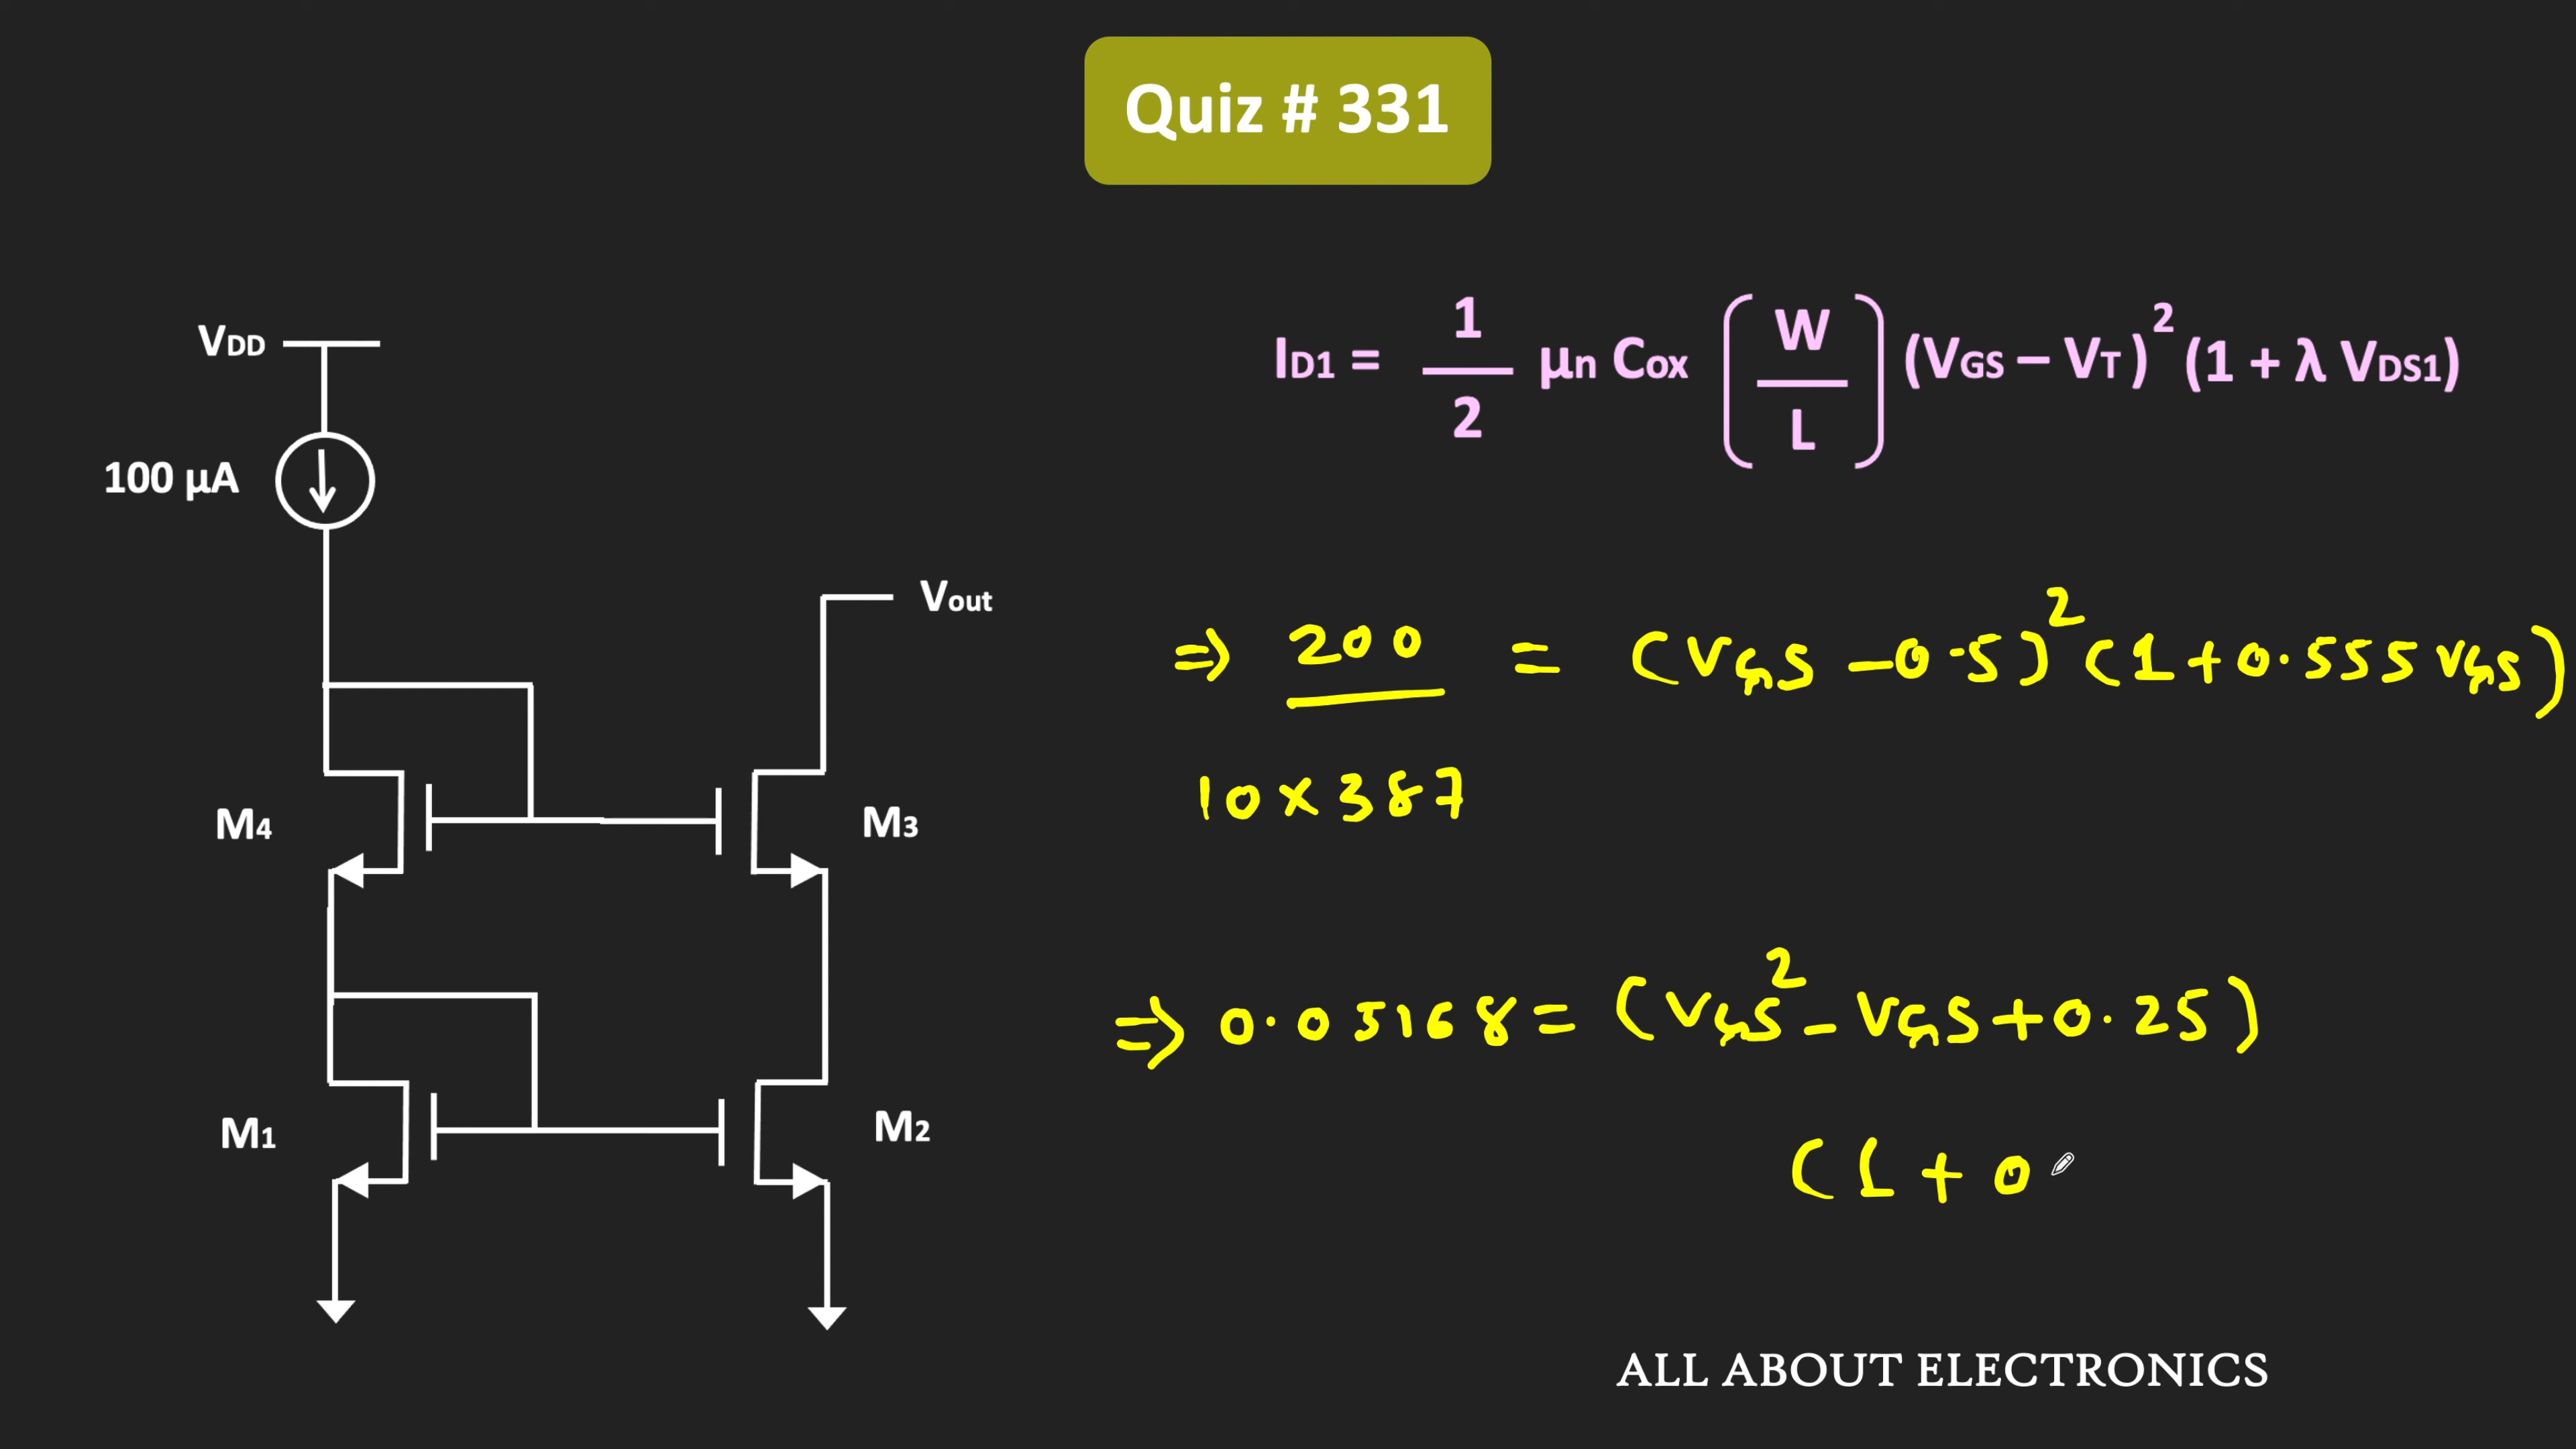 Quiz # 331
VDD
100 µA
Vout
M4
M3
M1
M2
ID1 = 1/2 µn Cox (W/L) (VGS – VT)² (1 + λ VDS1)
⇒ 200/10×387 = (VGS – 0.5)² (1 + 0.555 VGS)
⇒ 0.05168 = (VGS² – VGS + 0.25)
(1 + 0.
ALL ABOUT ELECTRONICS